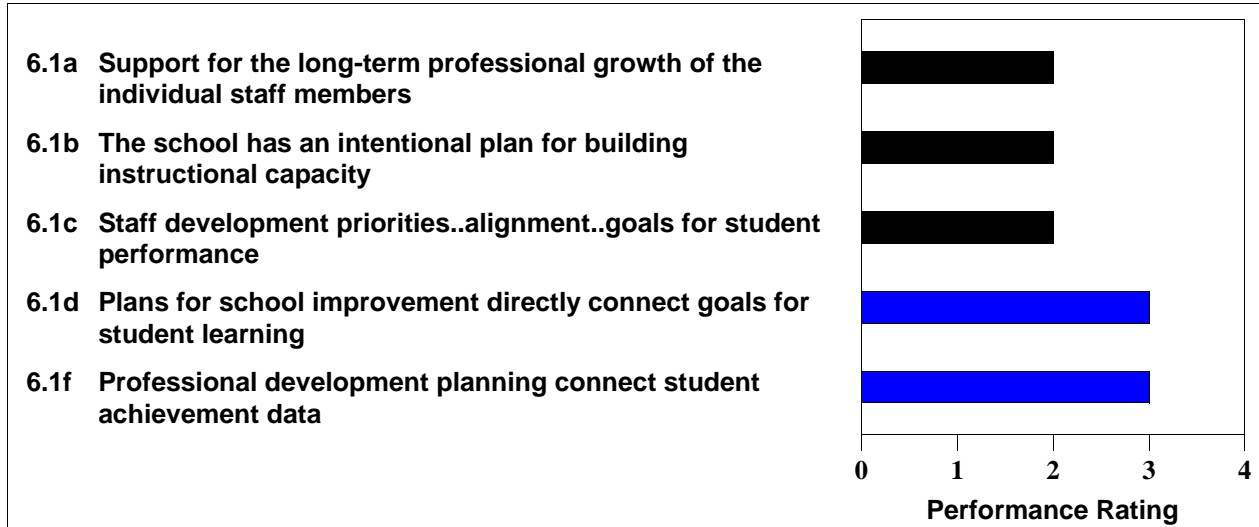 6.1a Support for the long-term professional growth of the
individual staff members
6.1b The school has an intentional plan for building
instructional capacity
6.1c Staff development priorities..alignment..goals for student
performance
6.1d Plans for school improvement directly connect goals for
student learning
6.1f Professional development planning connect student
achievement data
0 1 2 3 4
Performance Rating